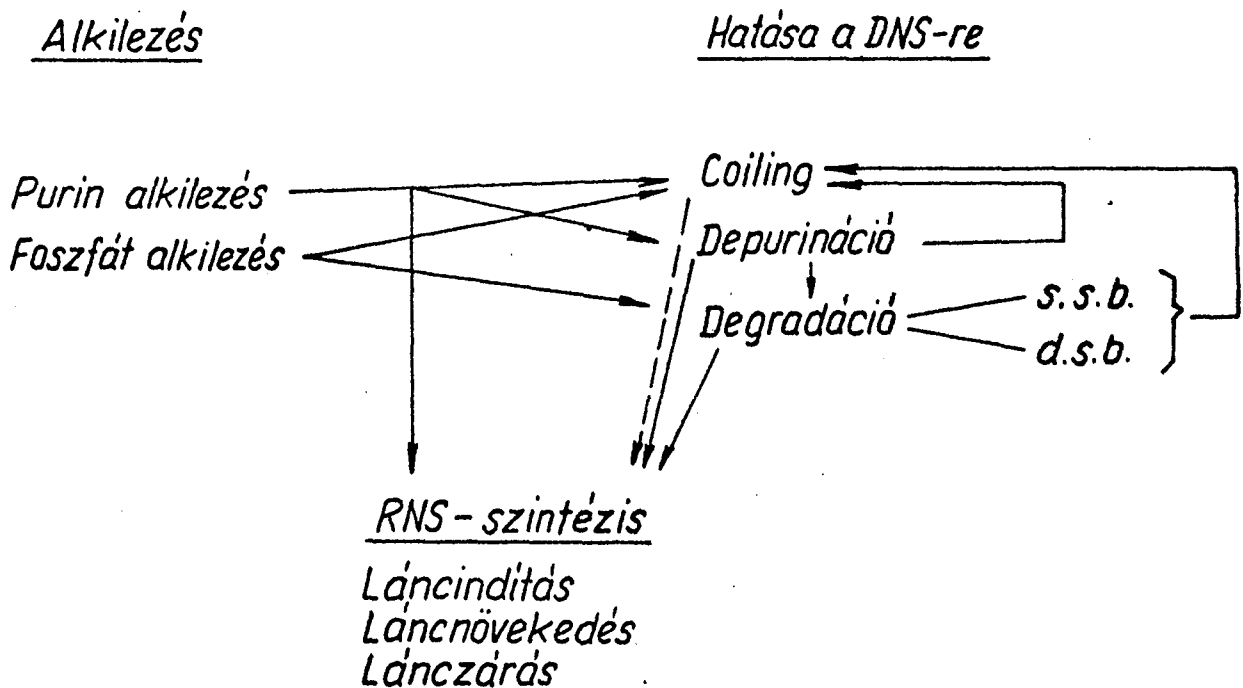 Alkilezés
Hatása a DNS-re
Purin alkilezés
Foszfát alkilezés
Coiling
Depurináció
Degradáció
s.s.b.
d.s.b.
RNS-szintézis
Láncindítás
Láncnövekedés
Lánczárás